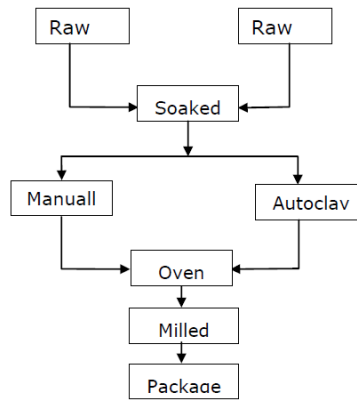 Raw
Raw
Soaked
Manuall
Autoclav
Oven
Milled
Package